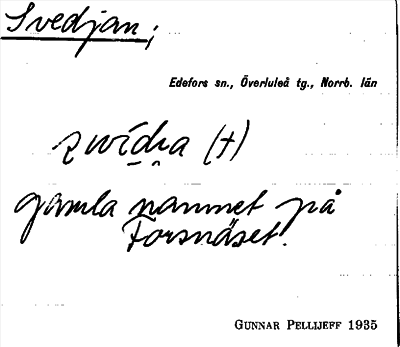 Svedjan;
Edefors sn., Överluleå tg., Norrb. län
(†)
gamla namnet på
Forsnäset.
GUNNAR PELLIJEFF 1935